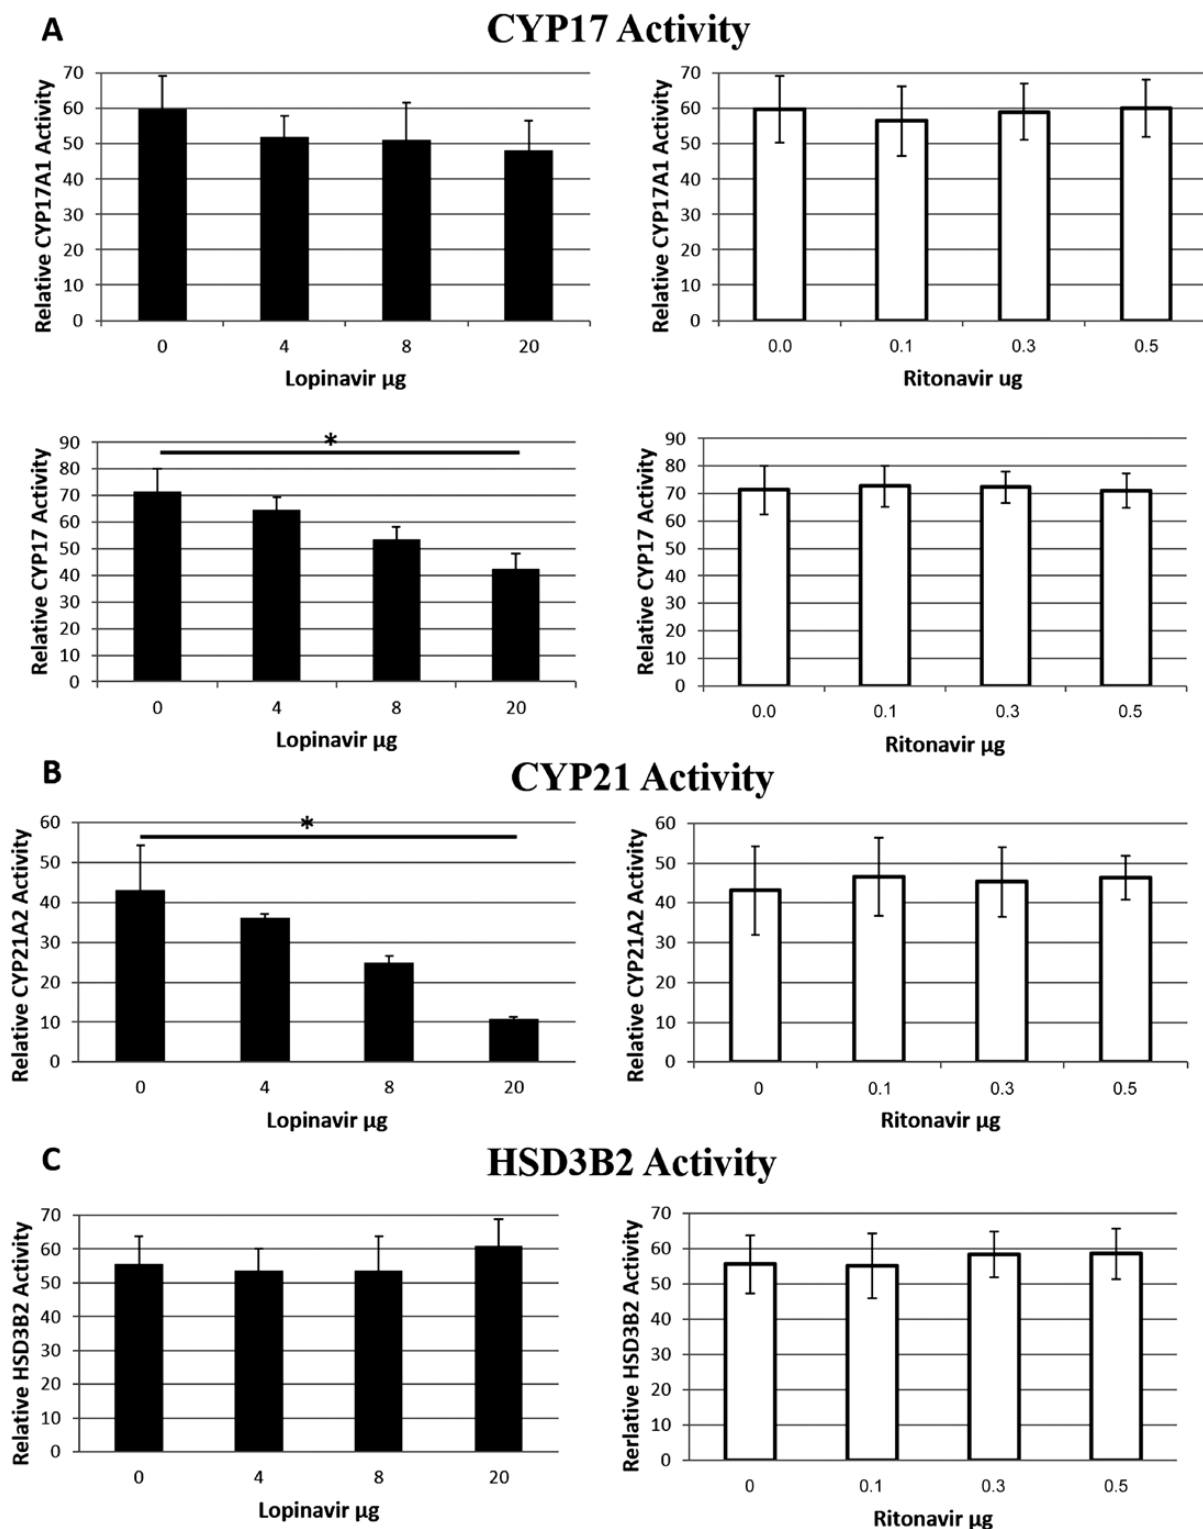 A
CYP17 Activity
Relative CYP17A1 Activity
70
60
50
40
30
20
10
0
0 4 8 20
Lopinavir µg
Relative CYP17A1 Activity
70
60
50
40
30
20
10
0
0.0 0.1 0.3 0.5
Ritonavir ug
Relative CYP17 Activity
90
80
70
60
50
40
30
20
10
0
*
0 4 8 20
Lopinavir µg
Relative CYP17 Activity
90
80
70
60
50
40
30
20
10
0
0.0 0.1 0.3 0.5
Ritonavir µg
B
CYP21 Activity
Relative CYP21A2 Activity
60
50
40
30
20
10
0
*
0 4 8 20
Lopinavir µg
Relative CYP21A2 Activity
60
50
40
30
20
10
0
0 0.1 0.3 0.5
Ritonavir µg
C
HSD3B2 Activity
Relative HSD3B2 Activity
70
60
50
40
30
20
10
0
0 4 8 20
Lopinavir µg
Rerlative HSD3B2 Activity
70
60
50
40
30
20
10
0
0 0.1 0.3 0.5
Ritonavir µg